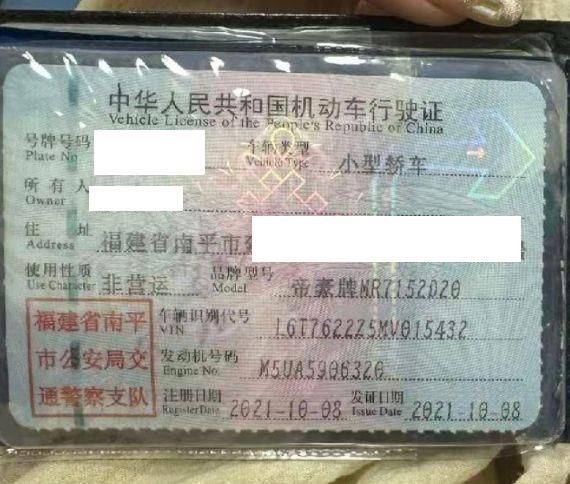 中华人民共和国机动车行驶证
Vehicle License of the People's Republic of China
号牌号码
Plate No.
车辆类型 小型轿车
Vehicle Type
所有人
Owner
住址 福建省南平市
Address
使用性质 非营运
Use Character
品牌型号 帝豪牌MR7152D20
Model
福建省南平
市公安局交
通警察支队
车辆识别代号 L6T7622Z5MV015432
VIN
发动机号码 M5UA5906320
Engine No.
注册日期 2021-10-08
Register Date
发证日期 2021-10-08
Issue Date